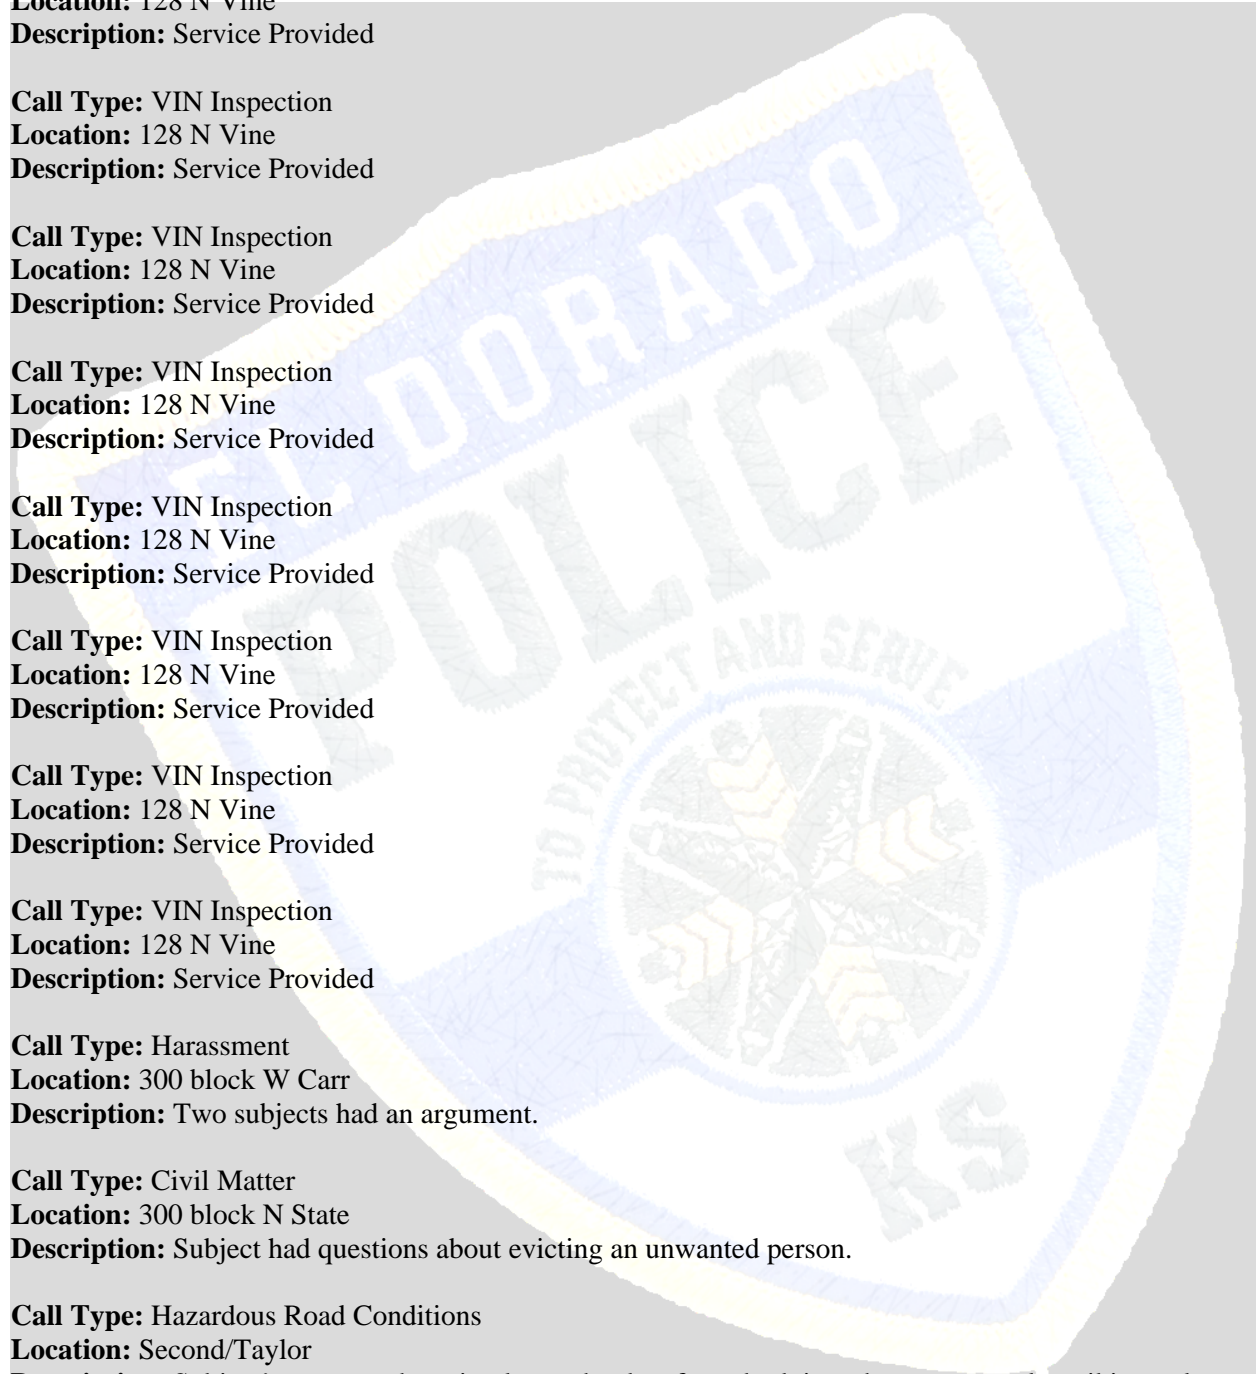 Location: 128 N Vine
Description: Service Provided

Call Type: VIN Inspection
Location: 128 N Vine
Description: Service Provided

Call Type: VIN Inspection
Location: 128 N Vine
Description: Service Provided

Call Type: VIN Inspection
Location: 128 N Vine
Description: Service Provided

Call Type: VIN Inspection
Location: 128 N Vine
Description: Service Provided

Call Type: VIN Inspection
Location: 128 N Vine
Description: Service Provided

Call Type: VIN Inspection
Location: 128 N Vine
Description: Service Provided

Call Type: VIN Inspection
Location: 128 N Vine
Description: Service Provided

Call Type: Harassment
Location: 300 block W Carr
Description: Two subjects had an argument.

Call Type: Civil Matter
Location: 300 block N State
Description: Subject had questions about evicting an unwanted person.

Call Type: Hazardous Road Conditions
Location: Second/Taylor

EL DORADO
POLICE
TO PROTECT AND SERVE
KS